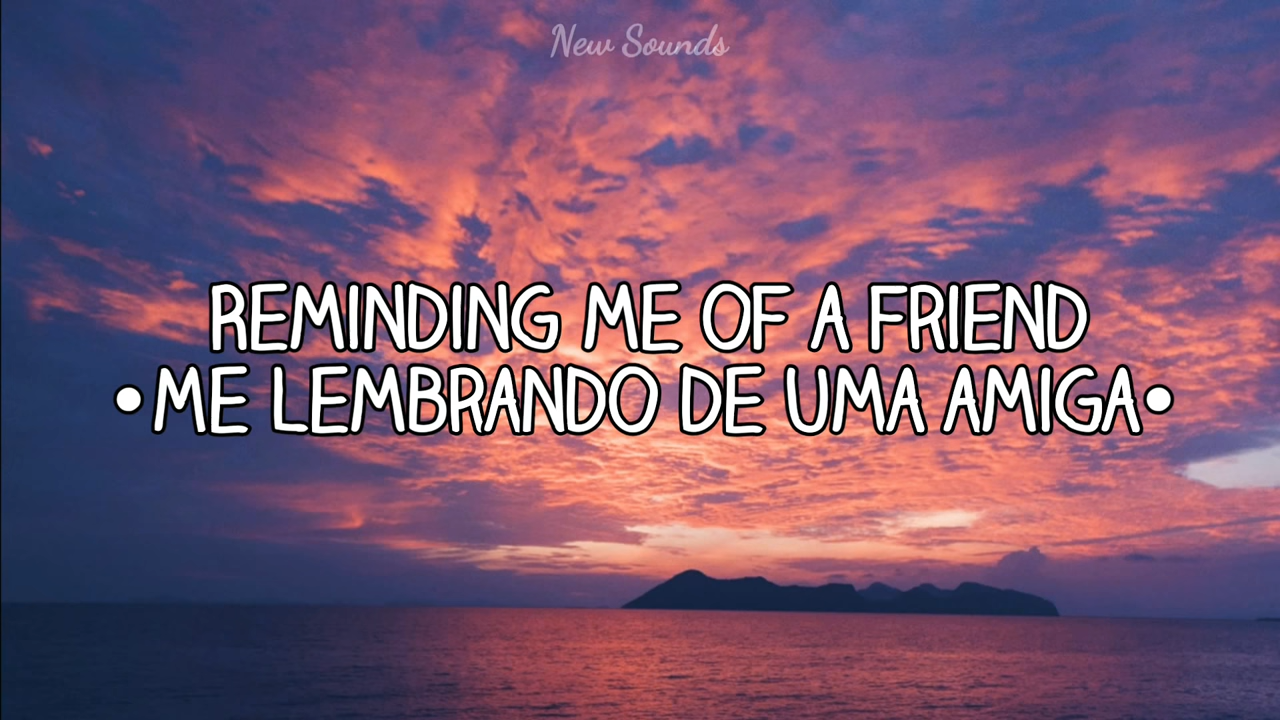 New Sounds
REMINDING ME OF A FRIEND
•ME LEMBRANDO DE UMA AMIGA•